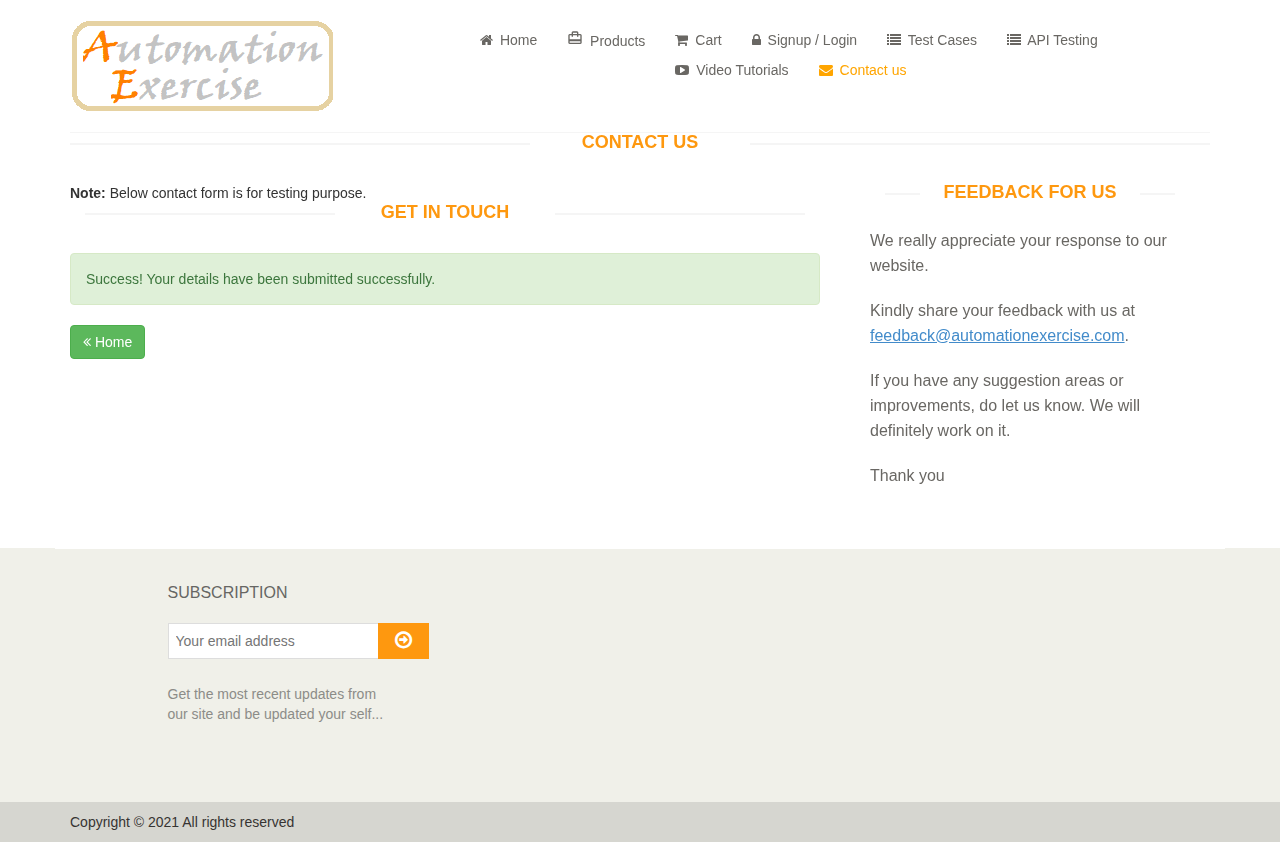 Automation
Exercise
Home
Products
Cart
Signup / Login
Test Cases
API Testing
Video Tutorials
Contact us
CONTACT US
Note: Below contact form is for testing purpose.
GET IN TOUCH
Success! Your details have been submitted successfully.
« Home
FEEDBACK FOR US
We really appreciate your response to our
website.
Kindly share your feedback with us at
feedback@automationexercise.com.
If you have any suggestion areas or
improvements, do let us know. We will
definitely work on it.
Thank you
SUBSCRIPTION
Your email address
Get the most recent updates from
our site and be updated your self...
Copyright © 2021 All rights reserved